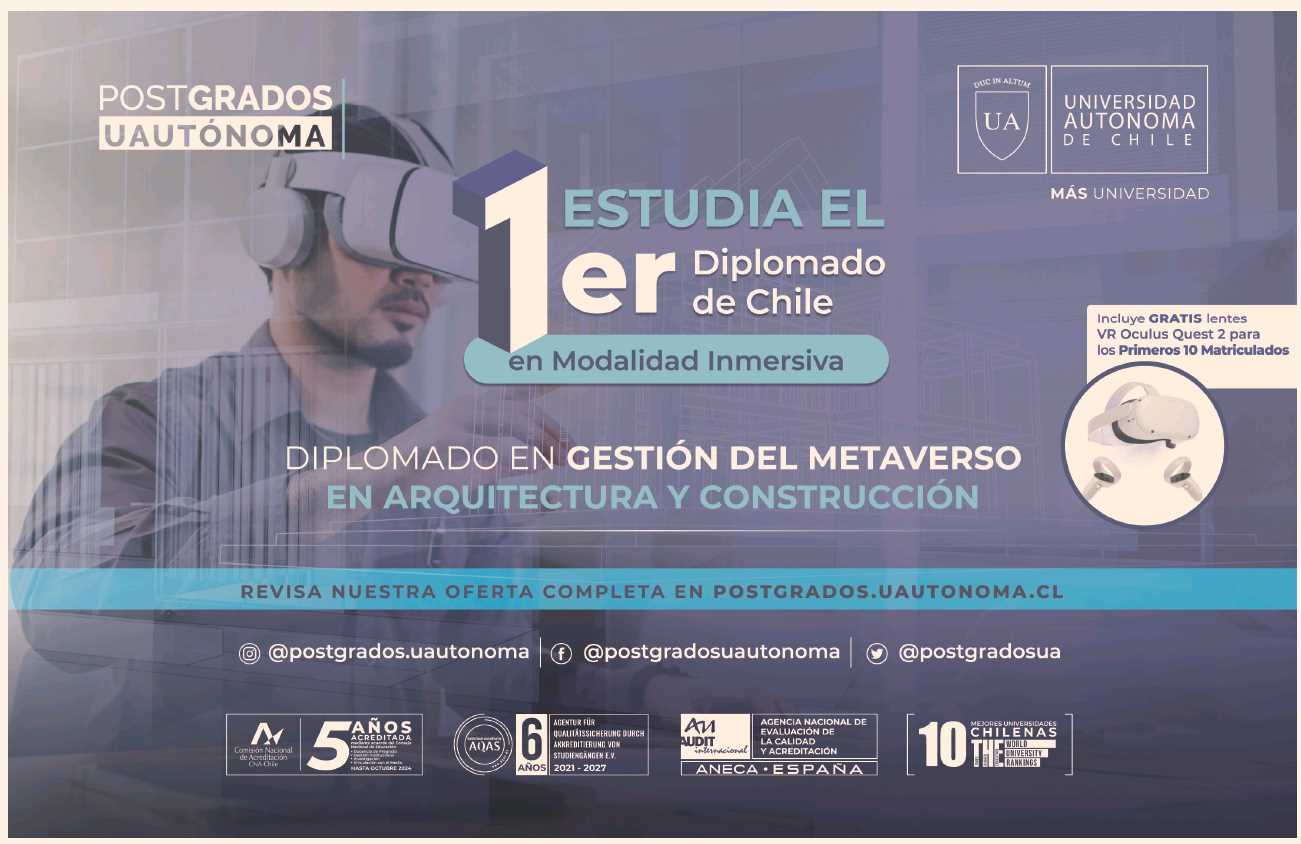 POSTGRADOS
UAUTÓNOMA
DUC IN ALTUM
UA
UNIVERSIDAD
AUTONOMA
DE CHILE
MÁS UNIVERSIDAD
ESTUDIA EL
1er Diplomado
de Chile
en Modalidad Inmersiva
Incluye GRATIS lentes
VR Oculus Quest 2 para
los Primeros 10 Matriculados
DIPLOMADO EN GESTIÓN DEL METAVERSO
EN ARQUITECTURA Y CONSTRUCCIÓN
REVISA NUESTRA OFERTA COMPLETA EN POSTGRADOS.UAUTONOMA.CL
@postgrados.uautonoma
@postgradosuautonoma
@postgradosua
Comisión Nacional
de Acreditación
CNA-Chile
5 AÑOS
ACREDITADA
HASTA OCTUBRE 2024
AQAS
6
AÑOS
AGENTUR FÜR
QUALITÄTSSICHERUNG DURCH
AKKREDITIERUNG VON
STUDIENGÄNGEN E.V.
2021 - 2027
AUDIT
internacional
AGENCIA NACIONAL DE
EVALUACIÓN DE
LA CALIDAD
Y ACREDITACIÓN
ANECA • ESPAÑA
10
MEJORES UNIVERSIDADES
CHILENAS
THE WORLD
UNIVERSITY
RANKINGS